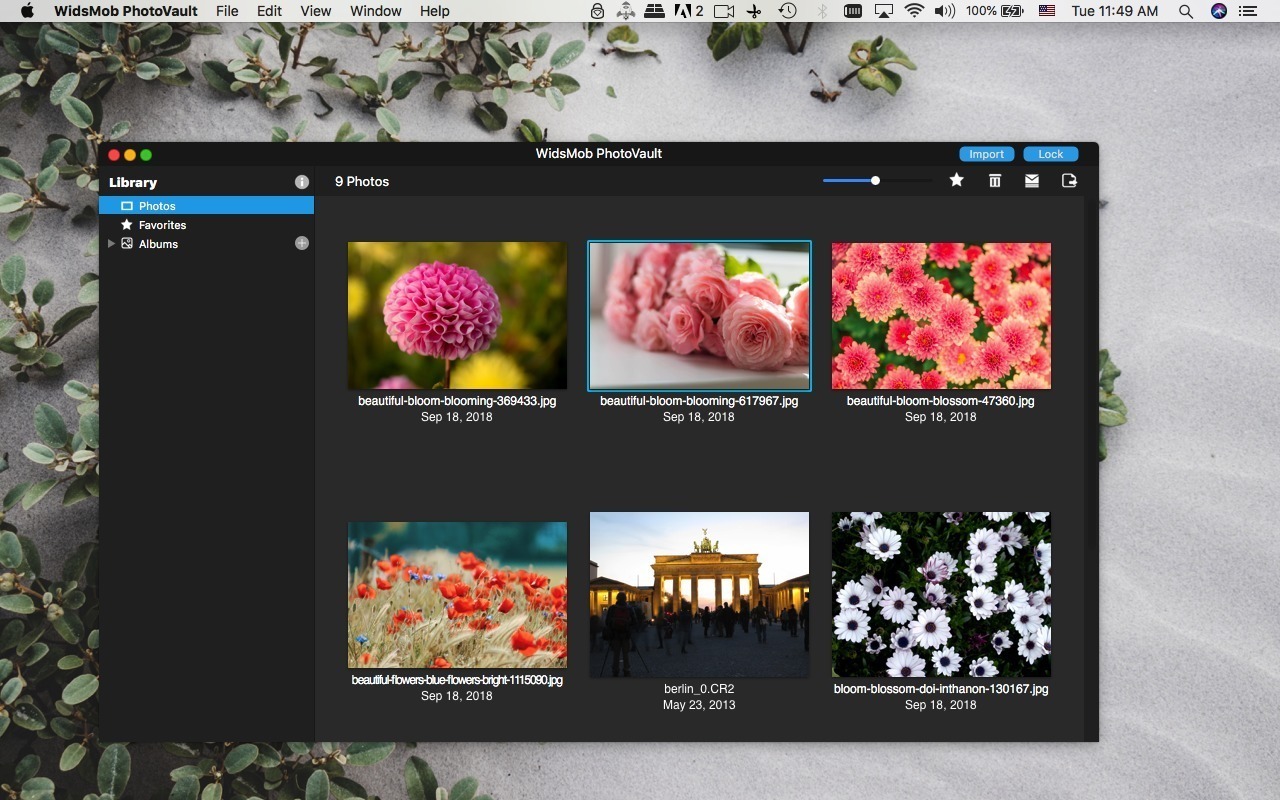 WidsMob PhotoVault File Edit View Window Help 2 100% Tue 11:49 AM
WidsMob PhotoVault
Import Lock
Library
9 Photos
Photos
Favorites
Albums
beautiful-bloom-blooming-369433.jpg
Sep 18, 2018
beautiful-bloom-blooming-617967.jpg
Sep 18, 2018
beautiful-bloom-blossom-47360.jpg
Sep 18, 2018
beautiful-flowers-blue-flowers-bright-1115090.jpg
Sep 18, 2018
berlin_0.CR2
May 23, 2013
bloom-blossom-doi-inthanon-130167.jpg
Sep 18, 2018